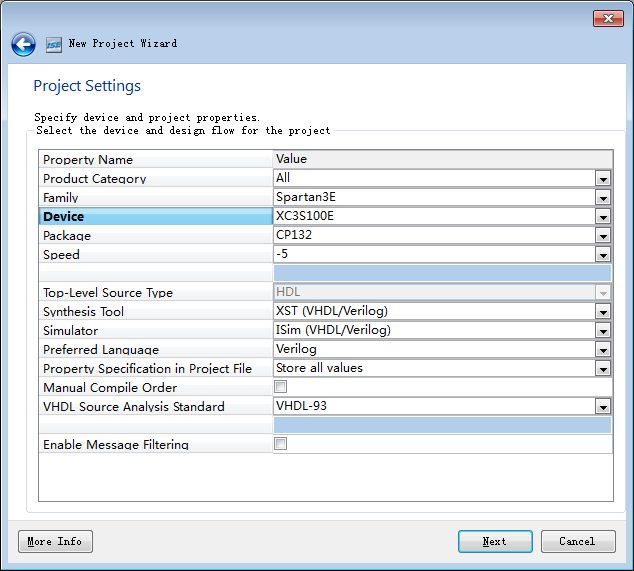 ISE New Project Wizard
Project Settings
Specify device and project properties.
Select the device and design flow for the project
Property Name Value
Product Category All
Family Spartan3E
Device XC3S100E
Package CP132
Speed -5
Top-Level Source Type HDL
Synthesis Tool XST (VHDL/Verilog)
Simulator ISim (VHDL/Verilog)
Preferred Language Verilog
Property Specification in Project File Store all values
Manual Compile Order
VHDL Source Analysis Standard VHDL-93
Enable Message Filtering
More Info Next Cancel